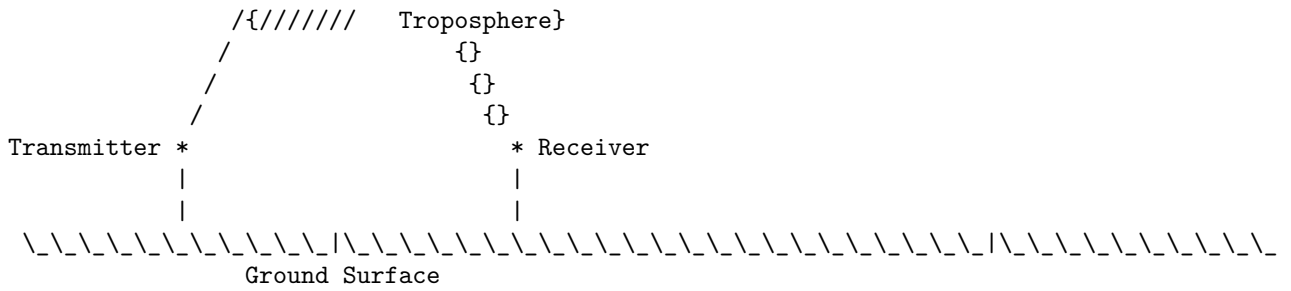 /{///////   Troposphere}
/                {}
/                  {}
/                    {}
Transmitter *                       * Receiver
|                       |
|                       |
\_\_\_\_\_\_\_\_\_\_\_|\_\_\_\_\_\_\_\_\_\_\_\_\_\_\_\_\_\_\_\_\_\_\_|\_\_\_\_\_\_\_\_\_\_
Ground Surface